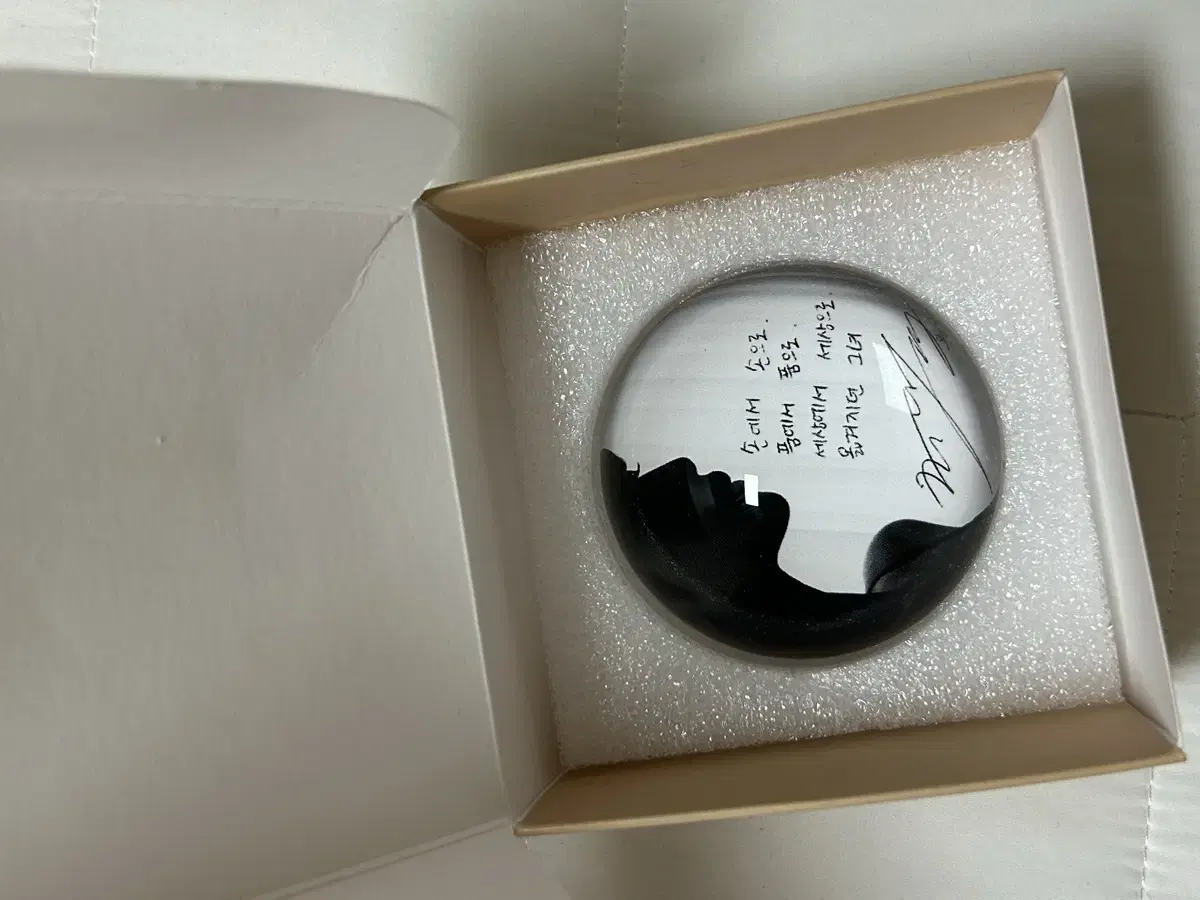 손에서 손으로.
품에서 품으로.
세상에서 세상으로.
옮겨지던 그녀